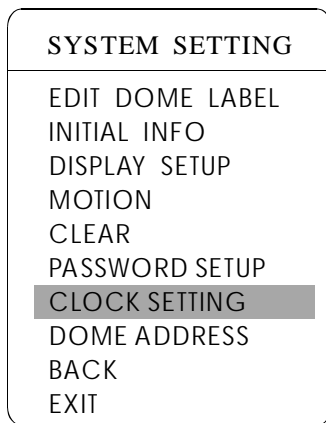 SYSTEM SETTING
EDIT DOME LABEL
INITIAL INFO
DISPLAY SETUP
MOTION
CLEAR
PASSWORD SETUP
CLOCK SETTING
DOME ADDRESS
BACK
EXIT